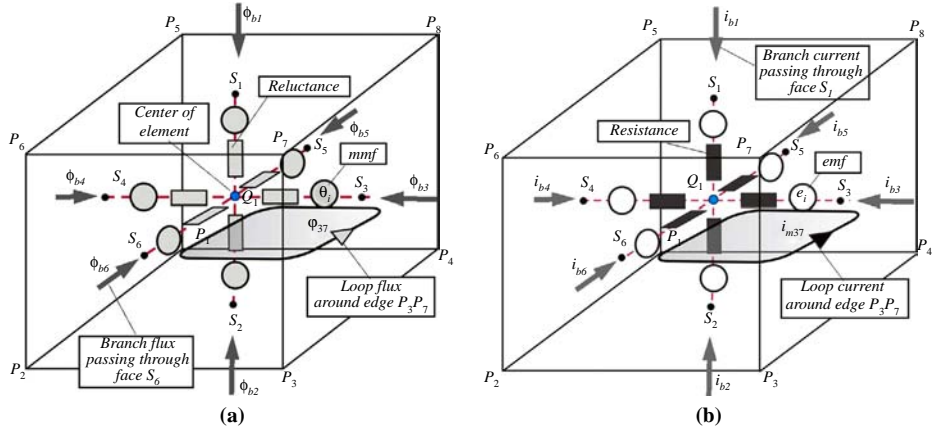 ϕb1
P5
P8
S1
Reluctance
Center of
element
P7
ϕb5
S5
mmf
P6
ϕb4
S4
θi
S3
ϕb3
Q1
P1
φ37
S6
P4
ϕb6
Loop flux
around edge P3P7
S2
Branch flux
passing through
face S6
P2
P3
ϕb2
(a)
ib1
P5
P8
Branch current
passing through
face S1
S1
Resistance
P7
ib5
S5
emf
P6
ib4
S4
Q1
ei
S3
ib3
P1
im37
S6
P4
ib6
Loop current
around edge P3P7
S2
P2
P3
ib2
(b)